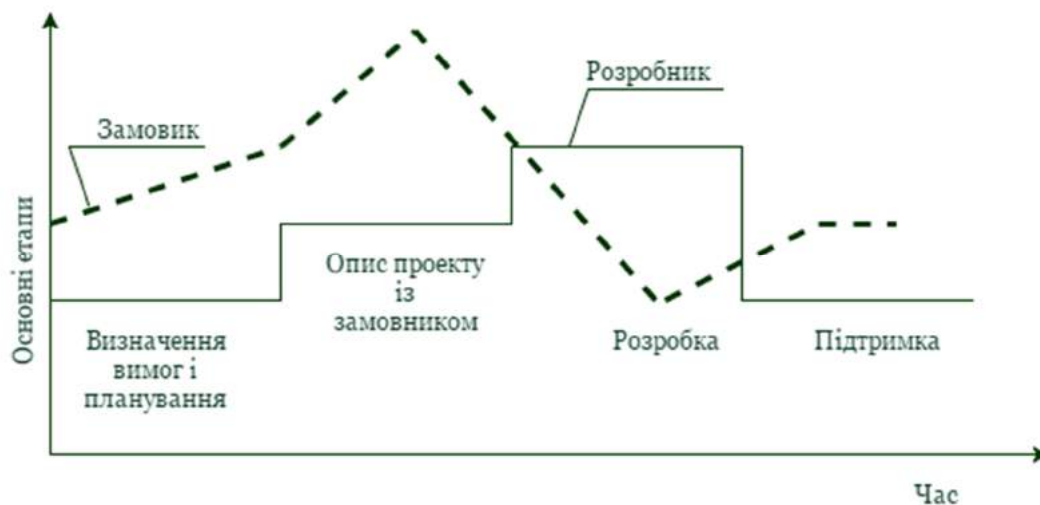 Розробник
Замовик
Основні етапи
Опис проекту
із
замовником
Визначення
вимог і
планування
Розробка
Підтримка
Час